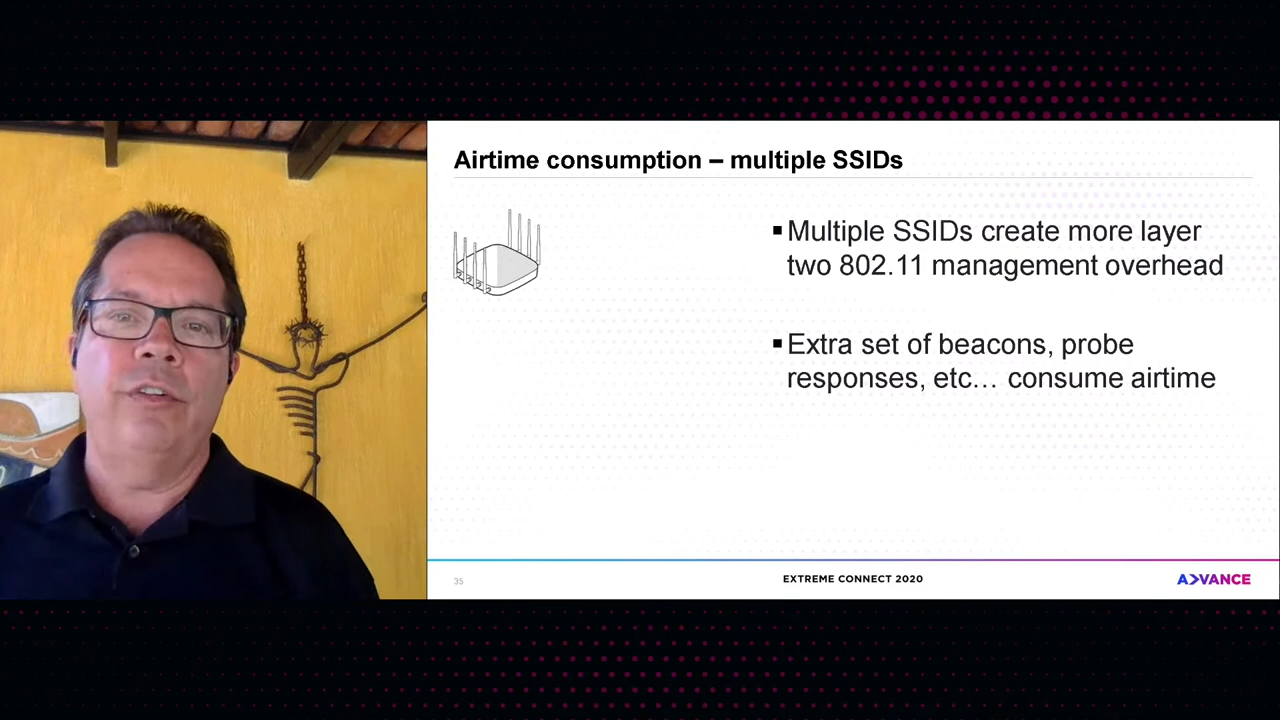 Airtime consumption – multiple SSIDs
▪Multiple SSIDs create more layer
two 802.11 management overhead
▪Extra set of beacons, probe
responses, etc… consume airtime
35
EXTREME CONNECT 2020
ADVANCE